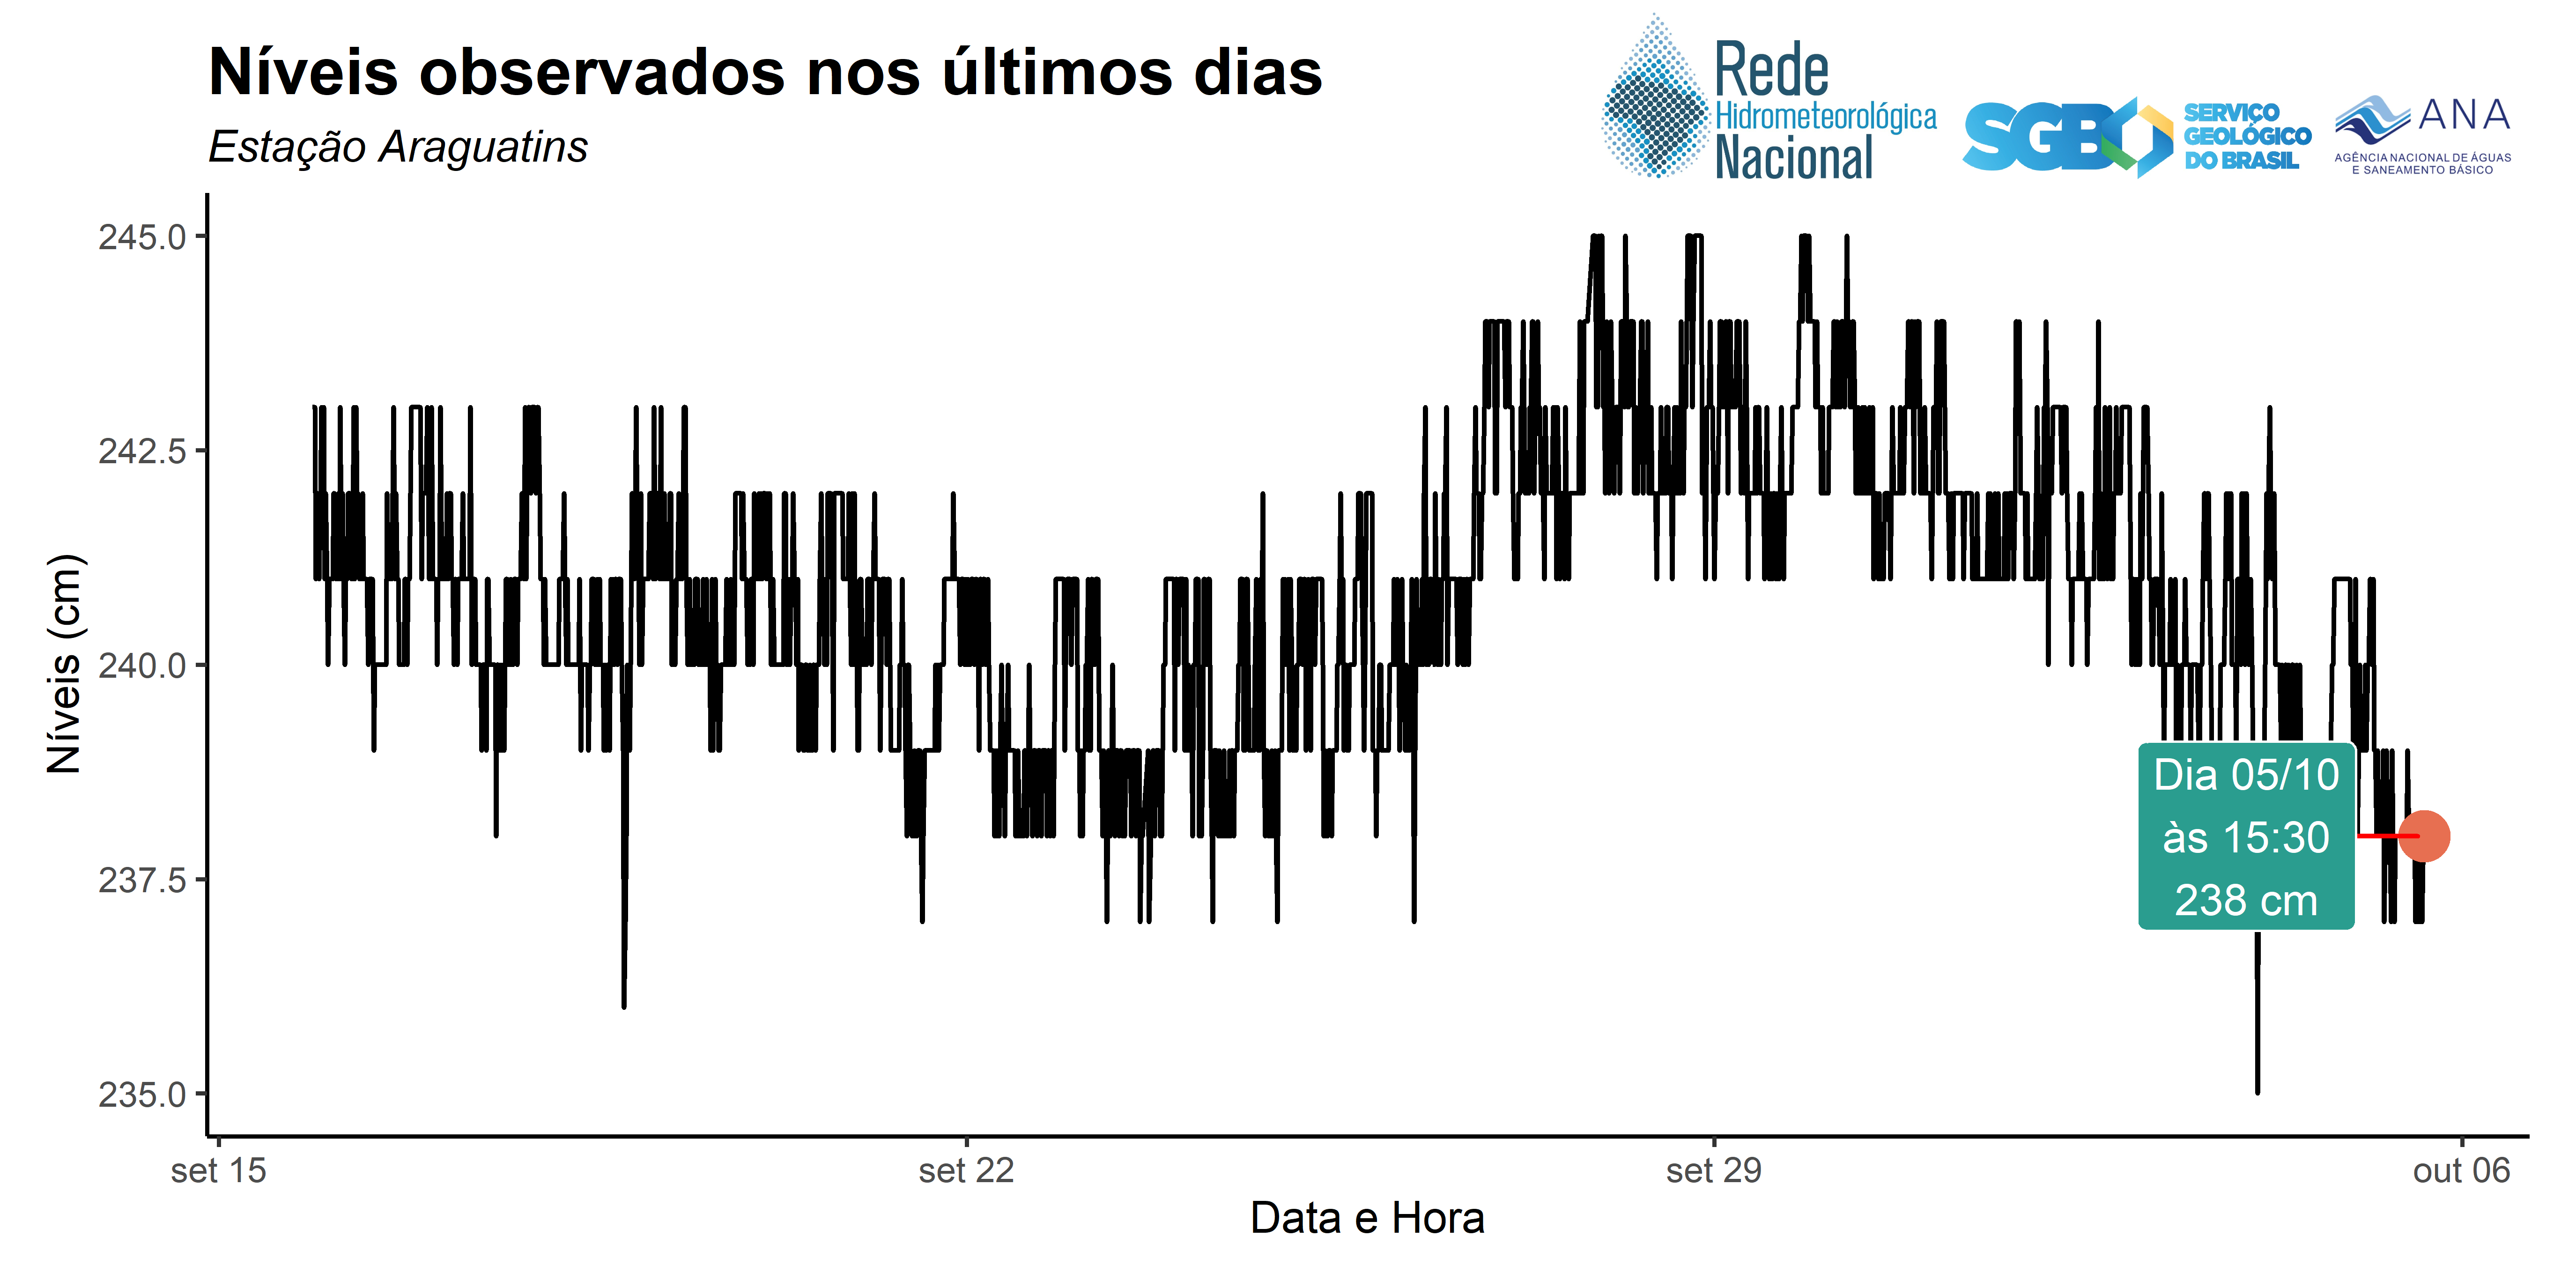 Níveis observados nos últimos dias
Estação Araguatins
Rede
Hidrometeorológica
Nacional
SGB
SERVIÇO
GEOLÓGICO
DO BRASIL
ANA
AGÊNCIA NACIONAL DE ÁGUAS
E SANEAMENTO BÁSICO
245.0
242.5
240.0
237.5
235.0
Níveis (cm)
Dia 05/10
às 15:30
238 cm
set 15
set 22
set 29
out 06
Data e Hora